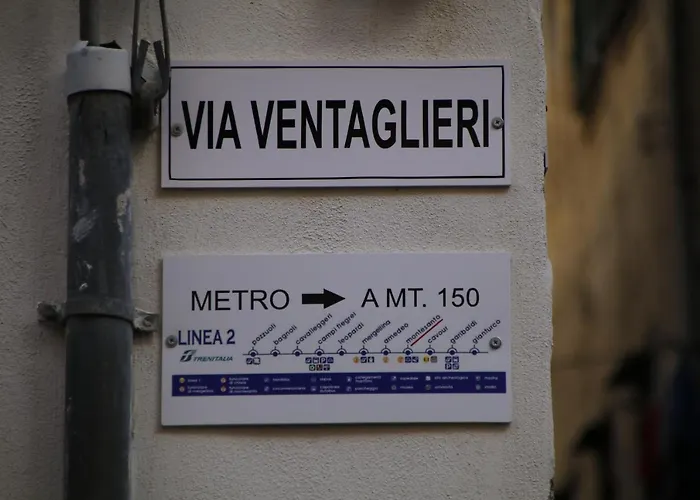 VIA VENTAGLIERI
METRO → A MT. 150
LINEA 2
TRENITALIA
pozzuoli bagnoli cavalleggeri campi flegrei leopardi mergellina amedeo montesanto cavour garibaldi gianturco